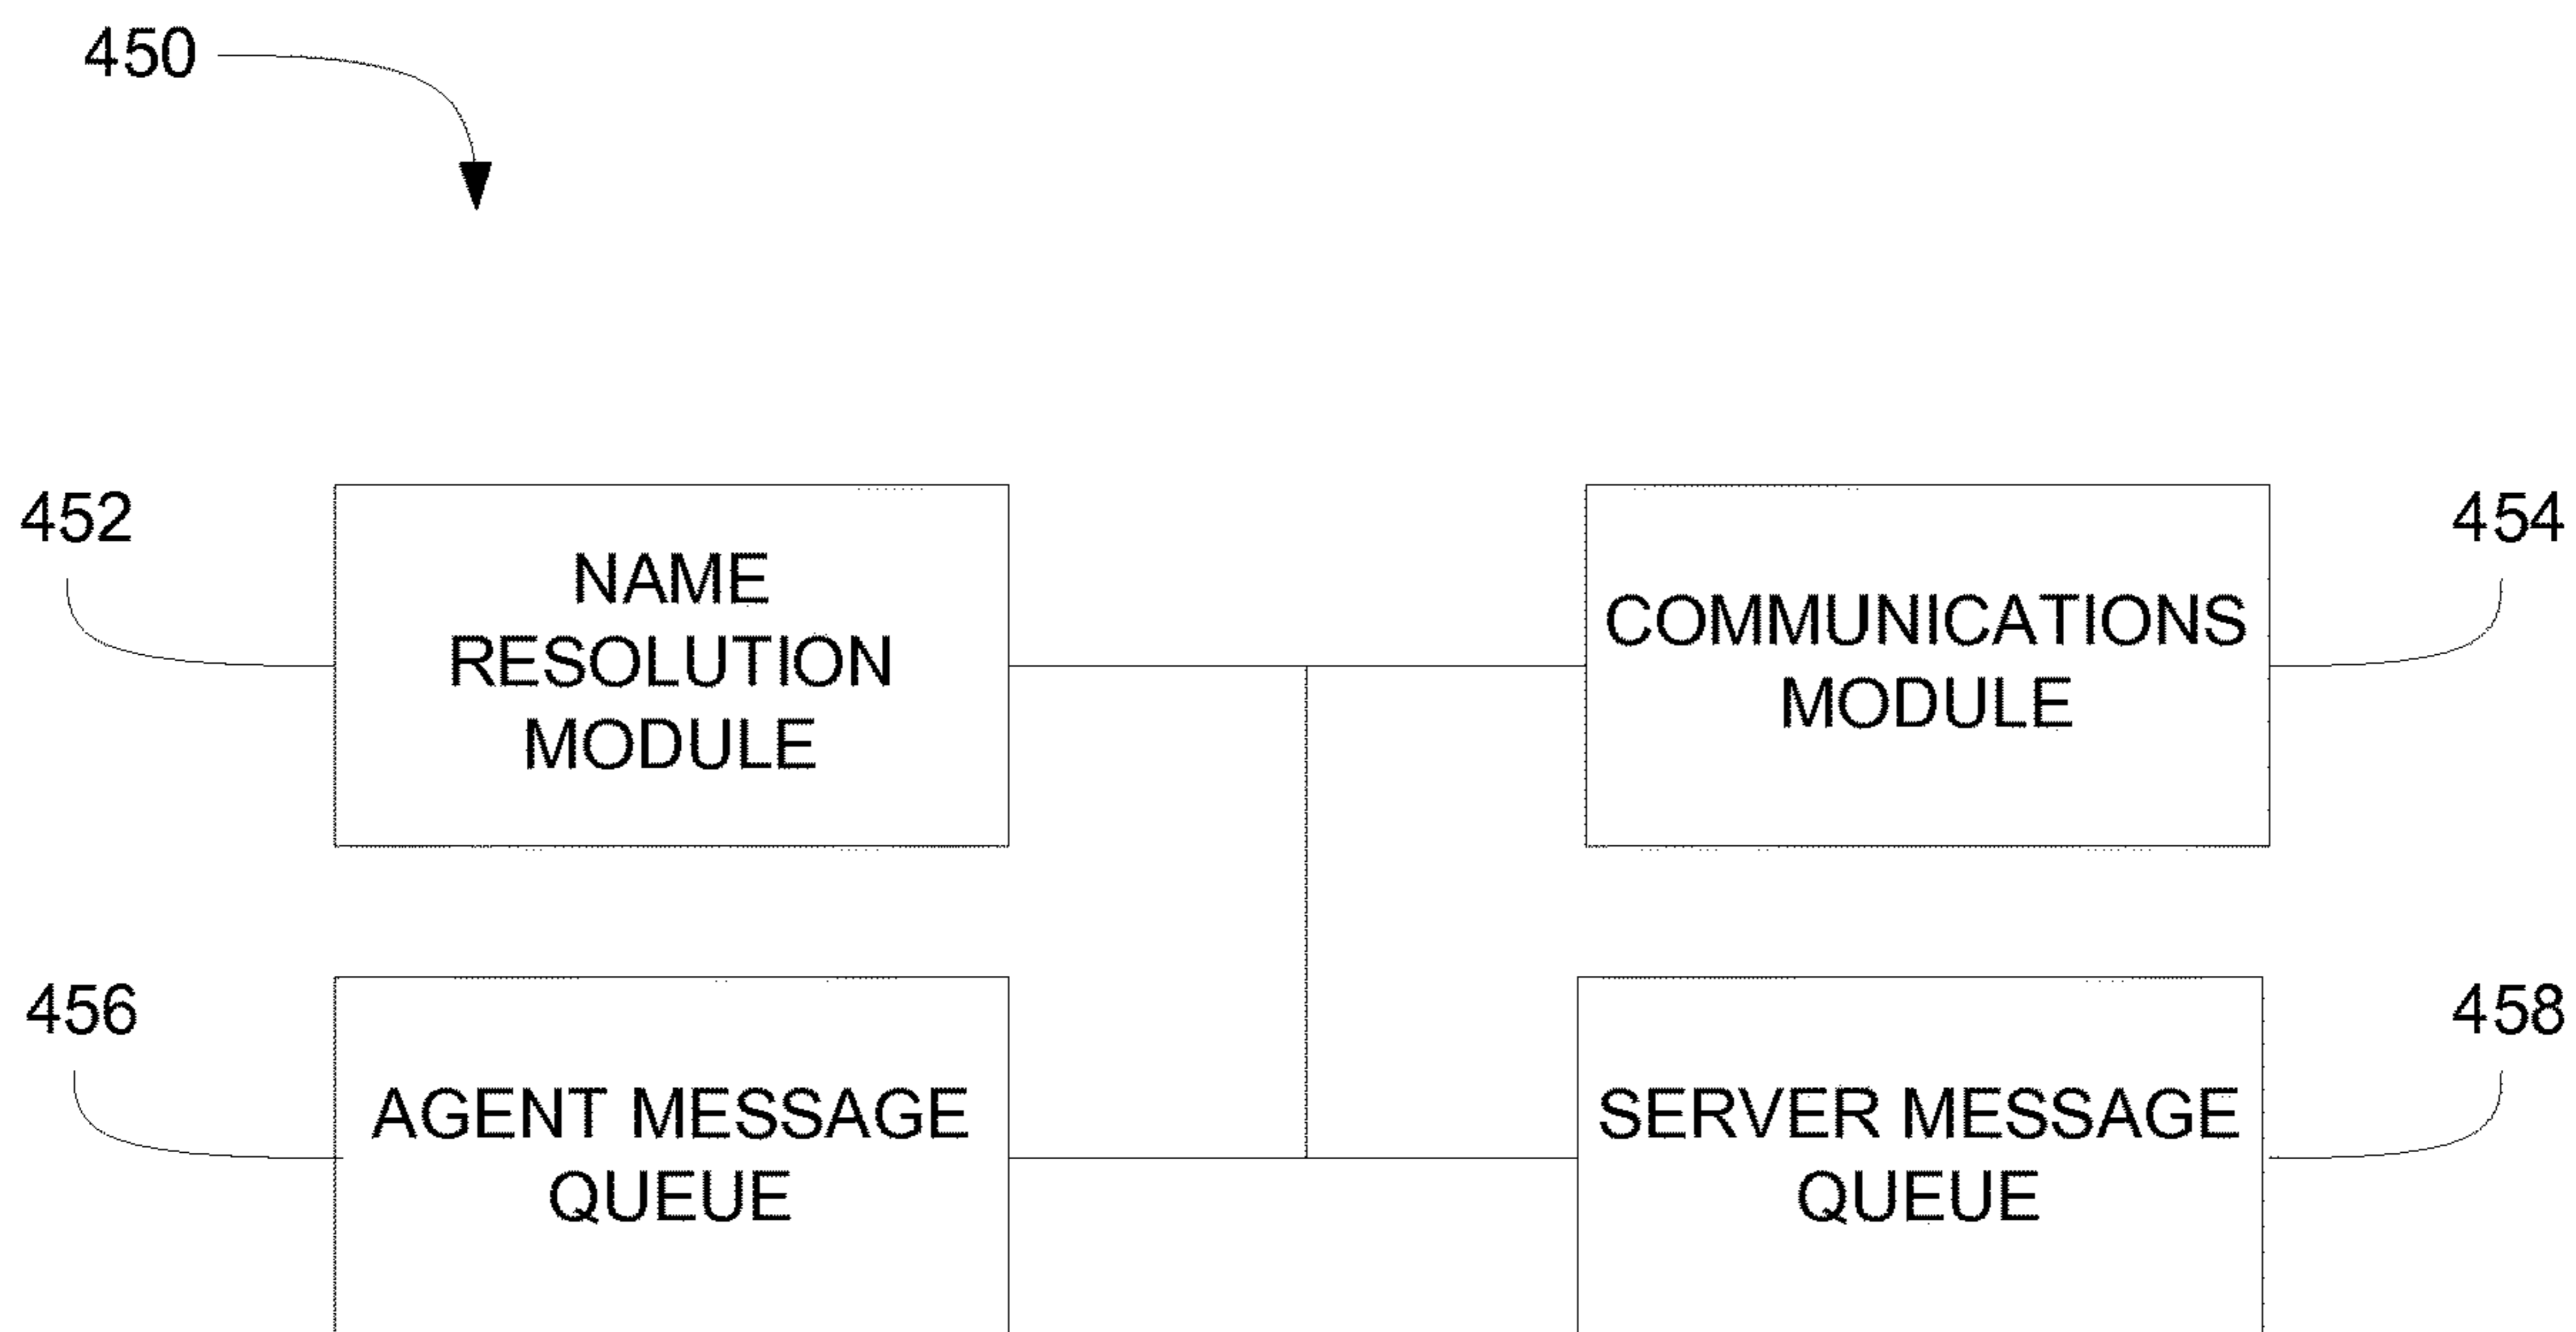 450
452
NAME
RESOLUTION
MODULE
COMMUNICATIONS
MODULE
454
456
AGENT MESSAGE
QUEUE
SERVER MESSAGE
QUEUE
458